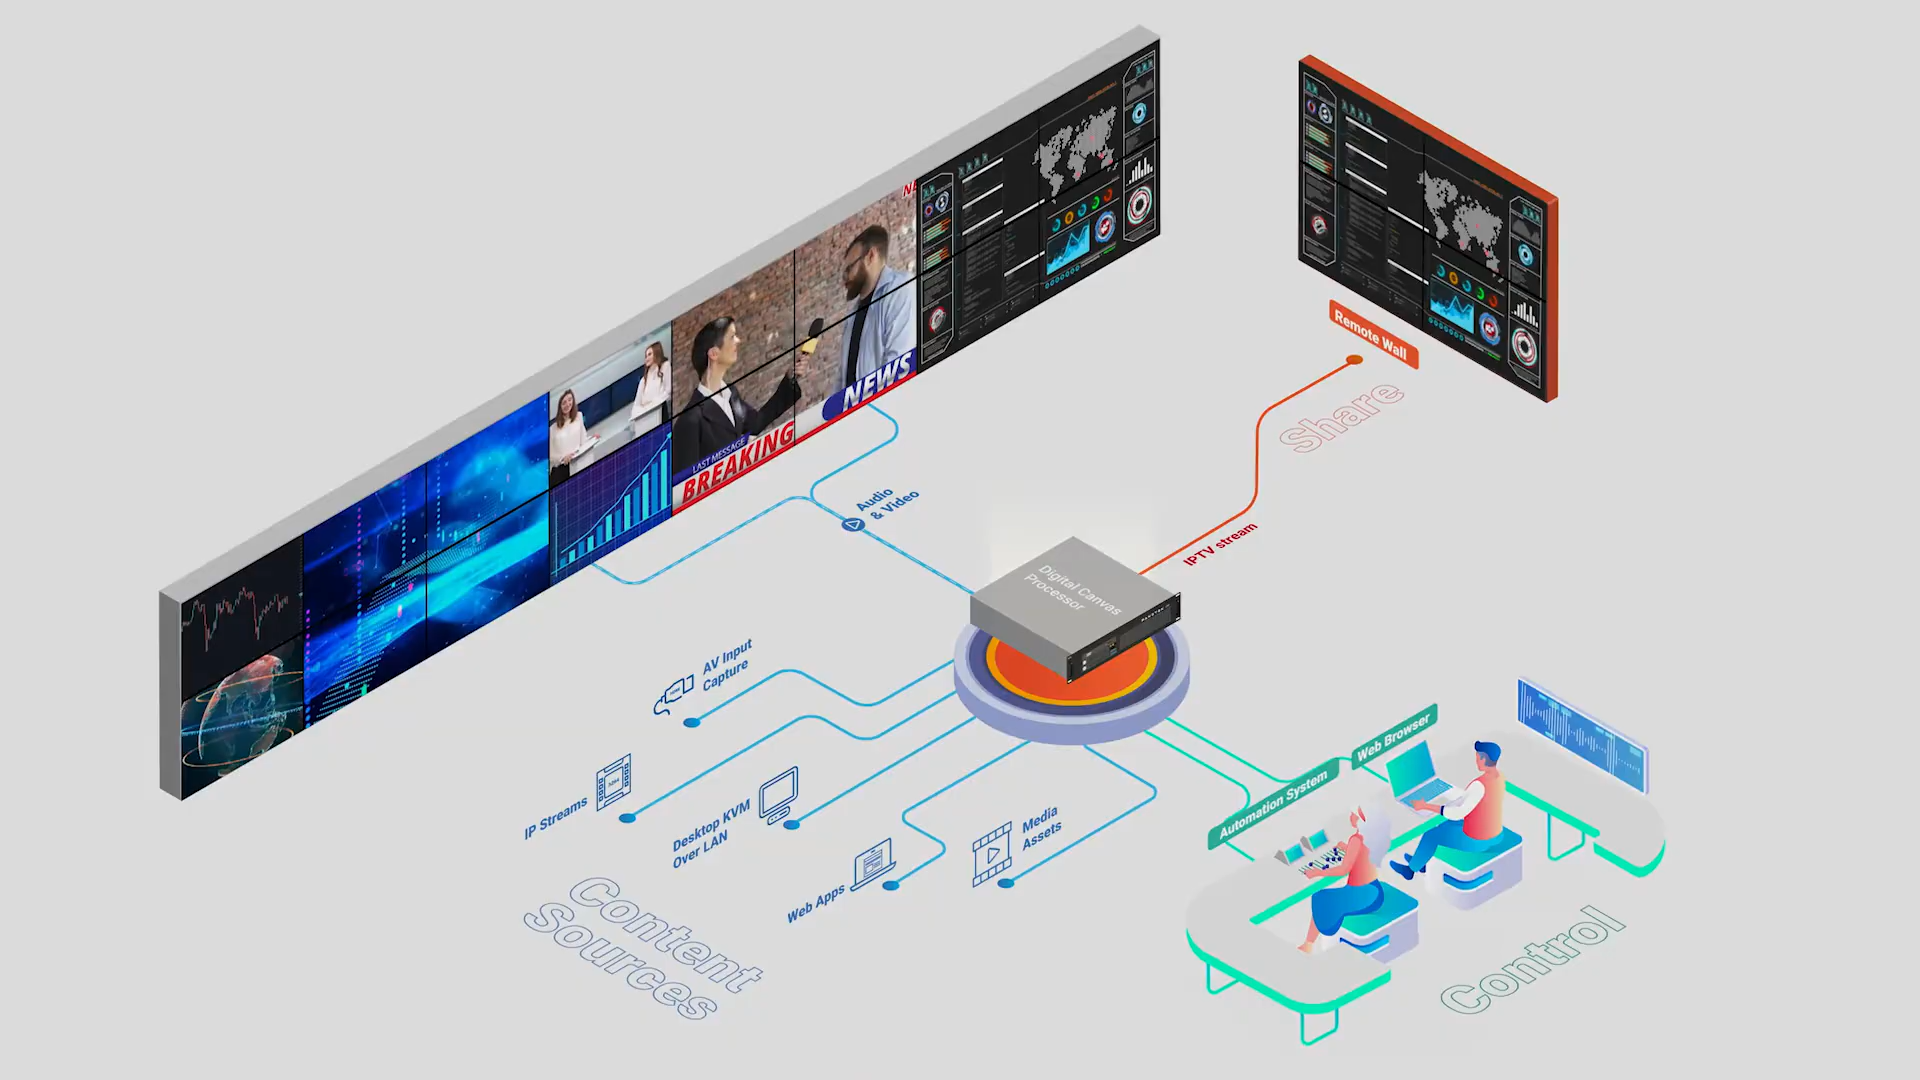 NEWS
LAST MESSAGE
BREAKING
Remote Wall
Share
Audio
& Video
IPTV stream
Digital Canvas
Processor
AV Input
Capture
IP Streams
Desktop KVM
Over LAN
Web Apps
Media
Assets
Content
Sources
Web Browser
Automation System
Control